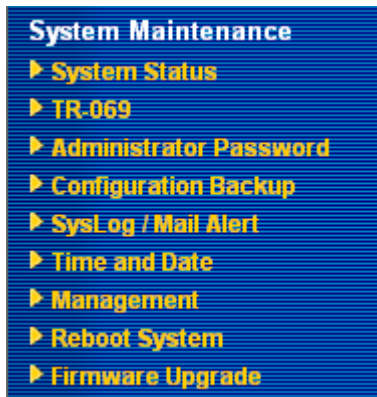 System Maintenance
System Status
TR-069
Administrator Password
Configuration Backup
SysLog / Mail Alert
Time and Date
Management
Reboot System
Firmware Upgrade